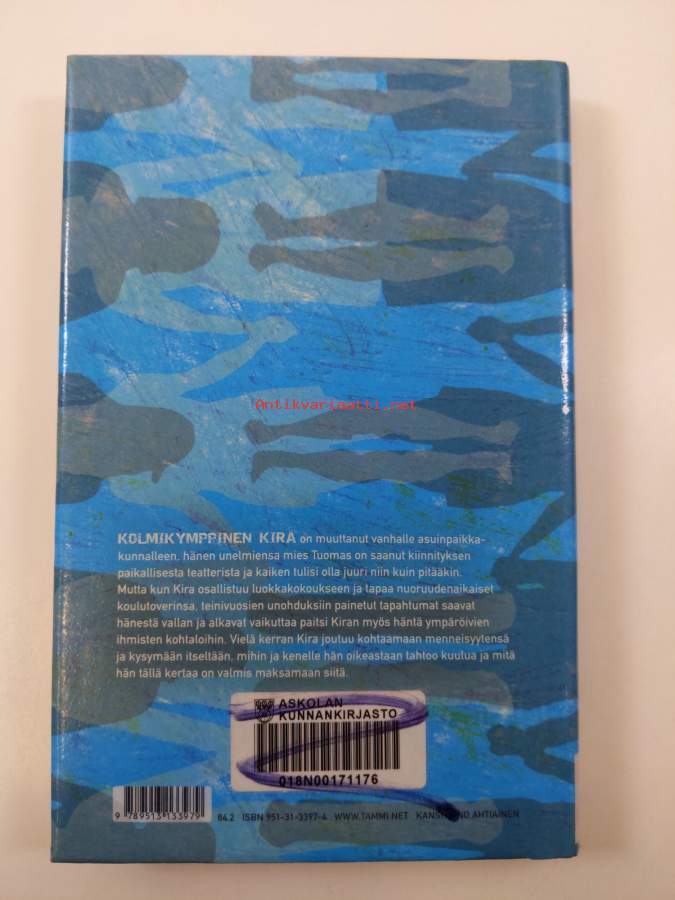 Antikvariaatti.net
KOLMIKYMPPINEN KIRA on muuttanut vanhalle asuinpaikka-
kunnalleen, hänen unelmiensa mies Tuomas on saanut kiinnityksen
paikallisesta teatterista ja kaiken tulisi olla juuri niin kuin pitääkin.
Mutta kun Kira osallistuu luokkakokoukseen ja tapaa nuoruudenaikaiset
koulutoverinsa, teinivuosien unohduksiin painetut tapahtumat saavat
hänestä vallan ja alkavat vaikuttaa paitsi Kiran myös häntä ympäröivien
ihmisten kohtaloihin. Vielä kerran Kira joutuu kohtaamaan menneisyytensä
ja kysymään itseltään, mihin ja kenelle hän oikeastaan tahtoo kuulua ja mitä
hän tällä kertaa on valmis maksamaan siitä.
ASKOLAN
KUNNANKIRJASTO
018N00171176
9 789513 133979
84.2 ISBN 951-31-3397-4 WWW.TAMMI.NET AHTIAINEN